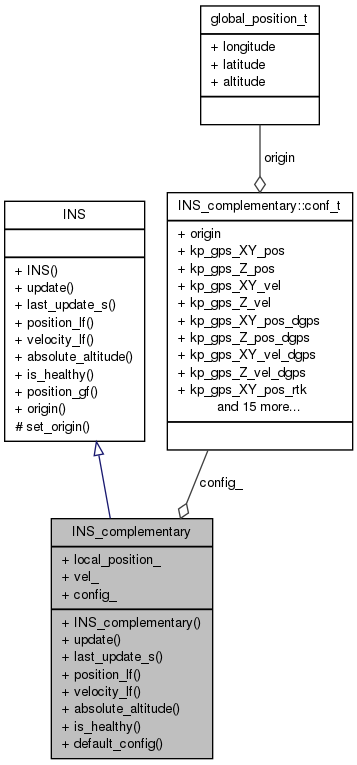 global_position_t
+ longitude
+ latitude
+ altitude
origin
INS_complementary::conf_t
+ origin
+ kp_gps_XY_pos
+ kp_gps_Z_pos
+ kp_gps_XY_vel
+ kp_gps_Z_vel
+ kp_gps_XY_pos_dgps
+ kp_gps_Z_pos_dgps
+ kp_gps_XY_vel_dgps
+ kp_gps_Z_vel_dgps
+ kp_gps_XY_pos_rtk
and 15 more...
INS
+ INS()
+ update()
+ last_update_s()
+ position_lf()
+ velocity_lf()
+ absolute_altitude()
+ is_healthy()
+ position_gf()
+ origin()
# set_origin()
config_
INS_complementary
+ local_position_
+ vel_
+ config_
+ INS_complementary()
+ update()
+ last_update_s()
+ position_lf()
+ velocity_lf()
+ absolute_altitude()
+ is_healthy()
+ default_config()